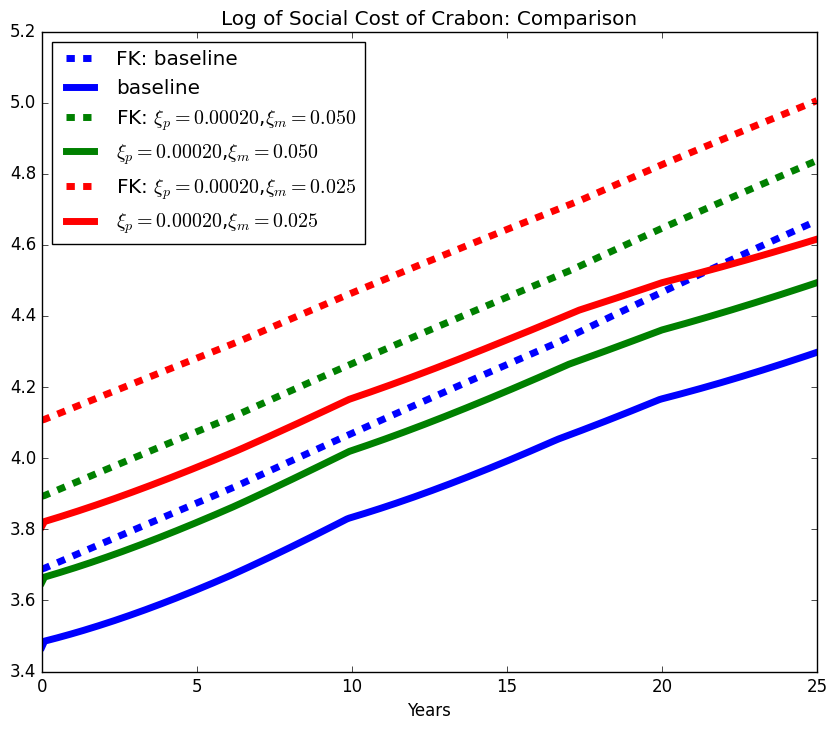 Log of Social Cost of Crabon: Comparison
5.2
5.0
4.8
4.6
4.4
4.2
4.0
3.8
3.6
3.4
FK: baseline
baseline
FK: ξₚ = 0.00020, ξₘ = 0.050
ξₚ = 0.00020, ξₘ = 0.050
FK: ξₚ = 0.00020, ξₘ = 0.025
ξₚ = 0.00020, ξₘ = 0.025
0 5 10 15 20 25
Years